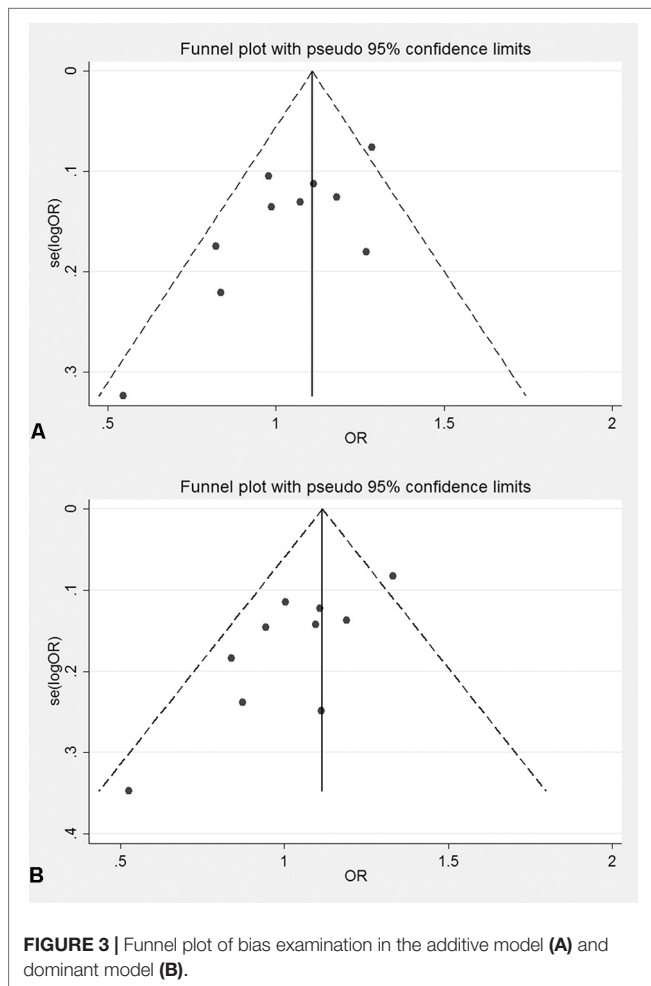 Funnel plot with pseudo 95% confidence limits
0
.1
.2
.3
se(logOR)
.5
1
1.5
2
OR
A
Funnel plot with pseudo 95% confidence limits
0
.1
.2
.3
.4
se(logOR)
.5
1
1.5
2
OR
B
FIGURE 3 | Funnel plot of bias examination in the additive model (A) and
dominant model (B).